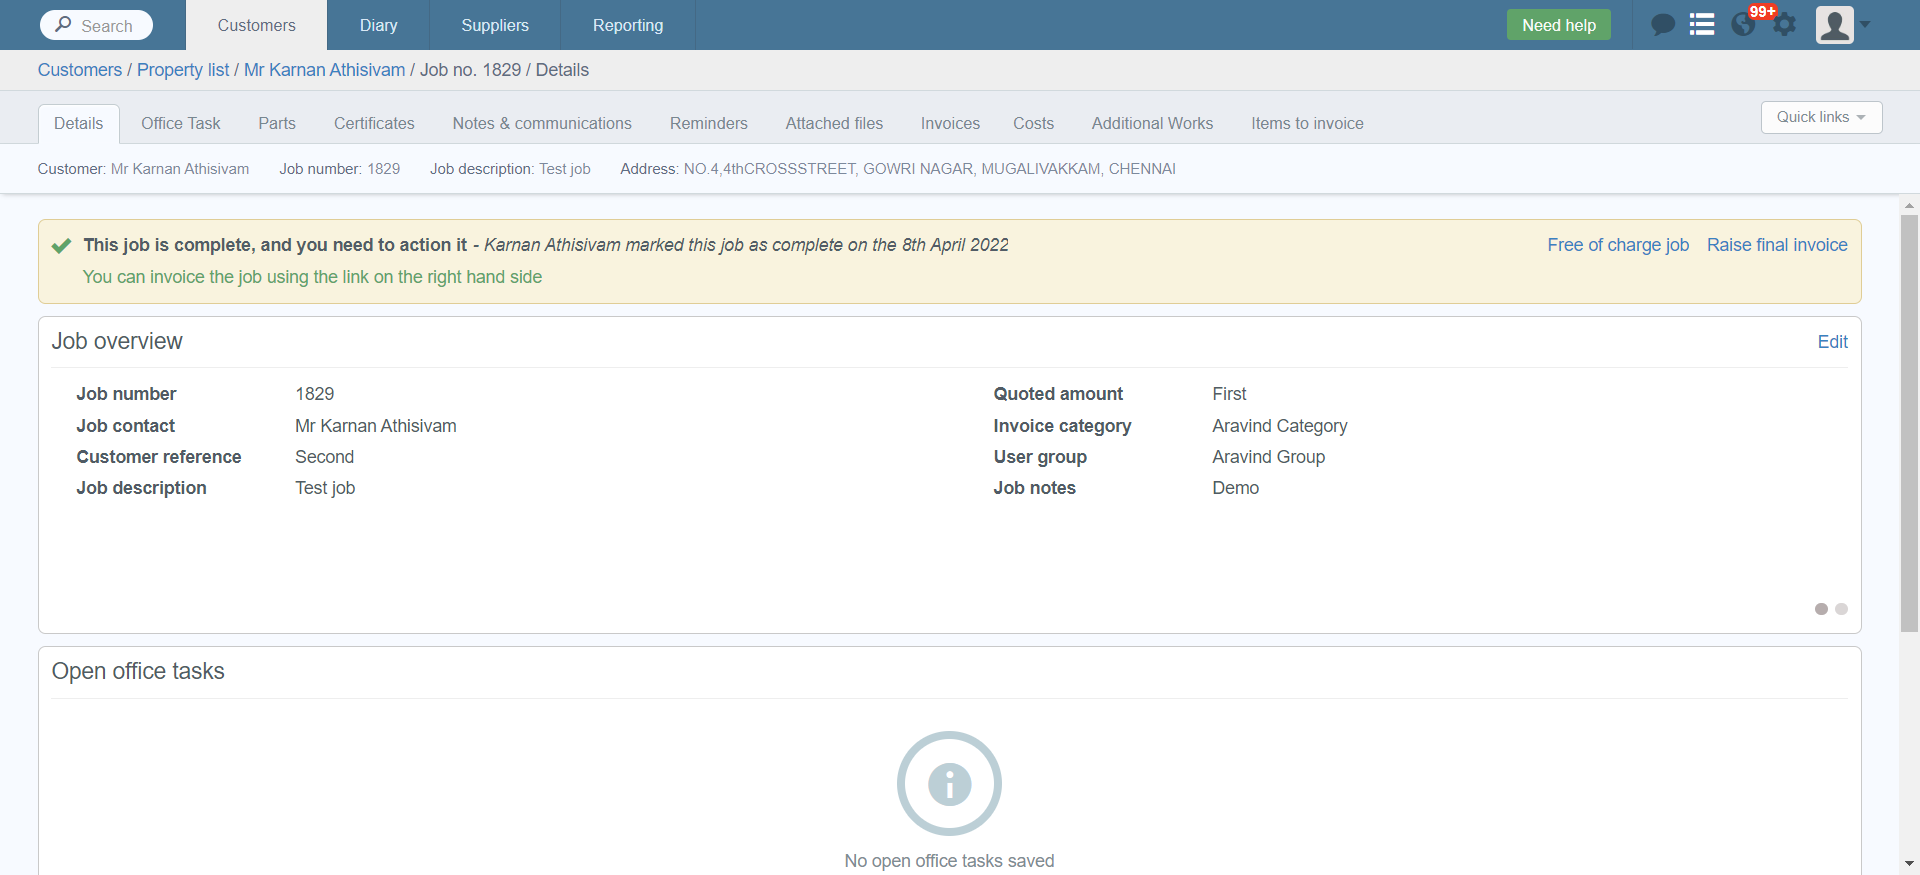 Search Customers Diary Suppliers Reporting Need help 99+
Customers / Property list / Mr Karnan Athisivam / Job no. 1829 / Details
Details Office Task Parts Certificates Notes & communications Reminders Attached files Invoices Costs Additional Works Items to invoice Quick links
Customer: Mr Karnan Athisivam Job number: 1829 Job description: Test job Address: NO.4,4thCROSSSTREET, GOWRI NAGAR, MUGALIVAKKAM, CHENNAI
This job is complete, and you need to action it - Karnan Athisivam marked this job as complete on the 8th April 2022 Free of charge job Raise final invoice
You can invoice the job using the link on the right hand side
Job overview Edit
Job number 1829 Quoted amount First
Job contact Mr Karnan Athisivam Invoice category Aravind Category
Customer reference Second User group Aravind Group
Job description Test job Job notes Demo
Open office tasks
No open office tasks saved